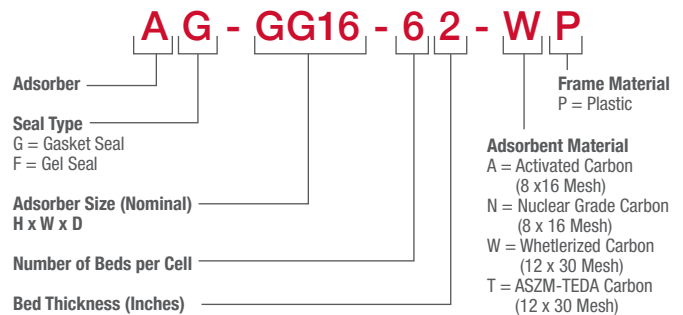 AG - GG16 - 62 - WP
Adsorber
Seal Type
G = Gasket Seal
F = Gel Seal
Adsorber Size (Nominal)
H x W x D
Number of Beds per Cell
Bed Thickness (Inches)
Frame Material
P = Plastic
Adsorbent Material
A = Activated Carbon
(8 x16 Mesh)
N = Nuclear Grade Carbon
(8 x 16 Mesh)
W = Whetlerized Carbon
(12 x 30 Mesh)
T = ASZM-TEDA Carbon
(12 x 30 Mesh)